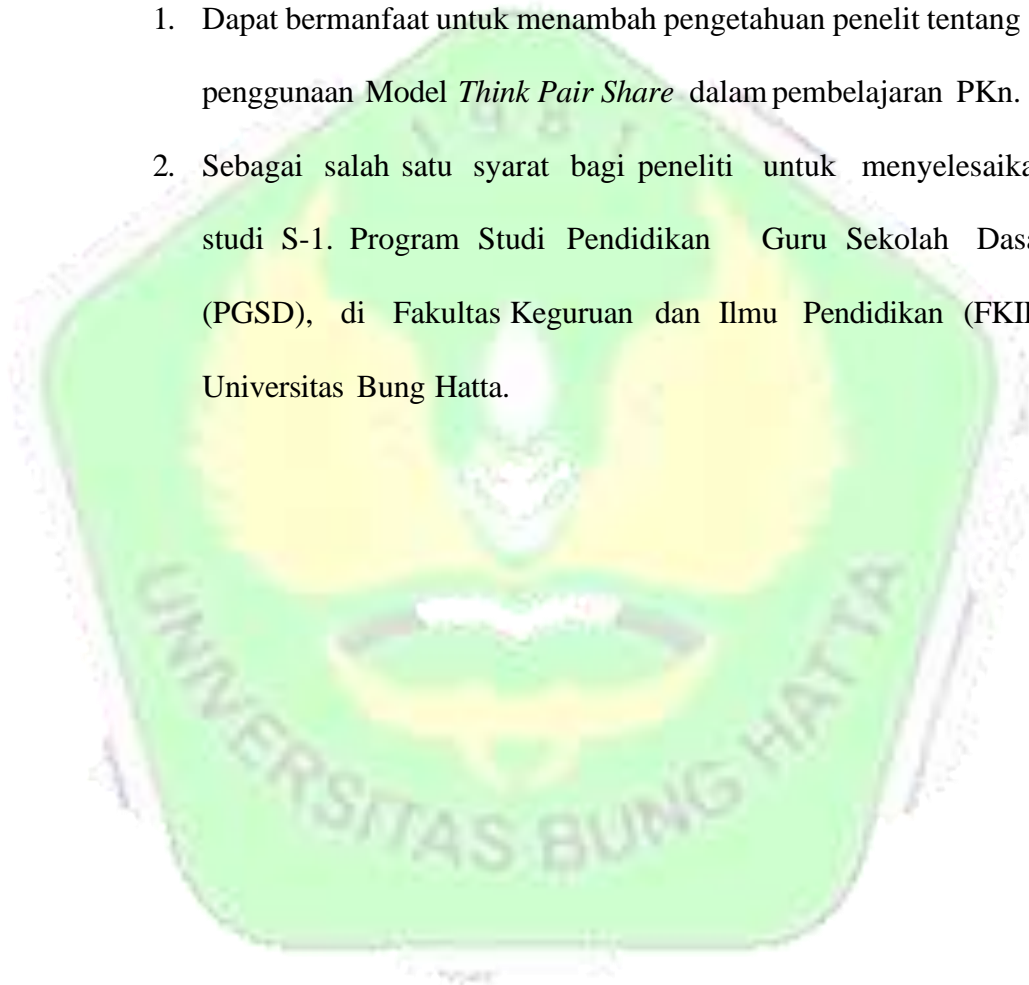 1. Dapat bermanfaat untuk menambah pengetahuan penelit tentang
penggunaan Model Think Pair Share dalam pembelajaran PKn.
1981
2. Sebagai salah satu syarat bagi peneliti untuk menyelesaika
studi S-1. Program Studi Pendidikan Guru Sekolah Dasa
(PGSD), di Fakultas Keguruan dan Ilmu Pendidikan (FKI
Universitas Bung Hatta.
UNIVERSITAS BUNG HATTA